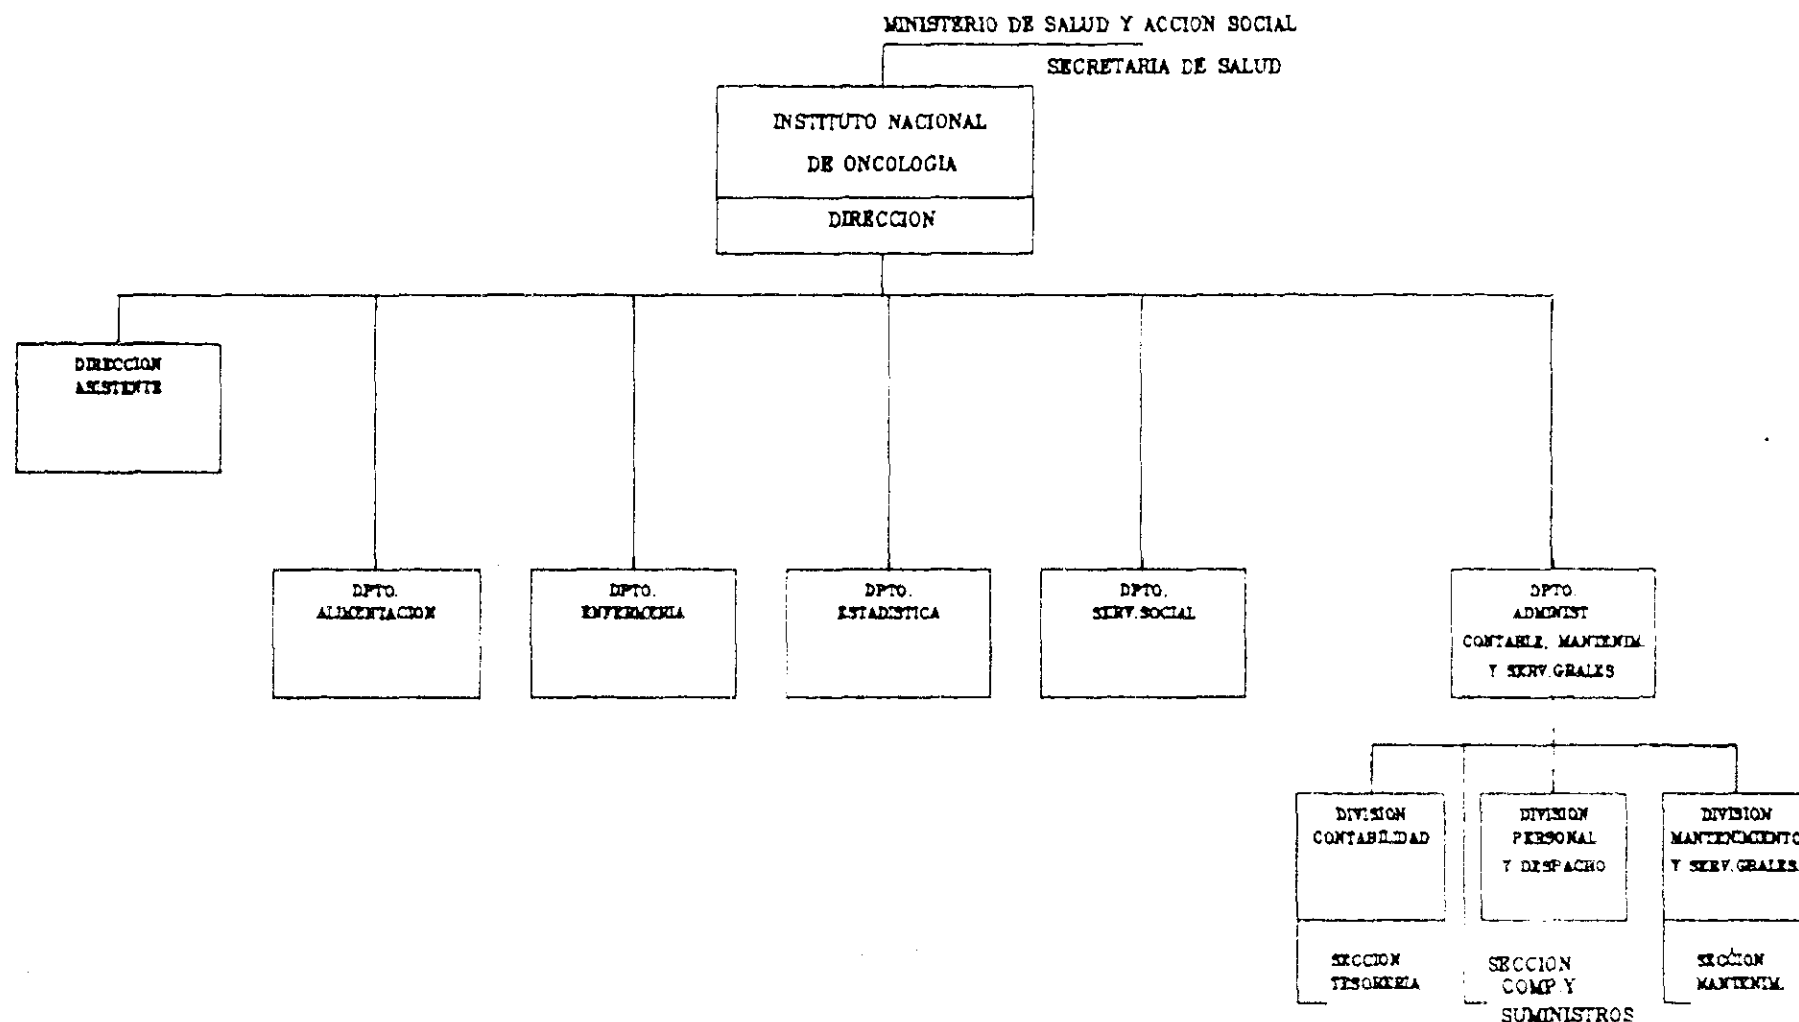 MINISTERIO DE SALUD Y ACCION SOCIAL
SECRETARIA DE SALUD
INSTITUTO NACIONAL
DE ONCOLOGIA
DIRECCION
DIRECCION
ASISTENTE
DPTO.
ALIMENTACION
DPTO.
ENFERMERIA
DPTO.
ESTADISTICA
DPTO.
SERV.SOCIAL
DPTO.
ADMINIST
CONTABLE, MANTENIM.
Y SERV.GRALES
DIVISION
CONTABILIDAD
DIVISION
PERSONAL
Y DESPACHO
DIVISION
MANTENIMIENTO
Y SERV.GRALES.
SECCION
TESORERIA
SECCION
COMP.Y
SUMINISTROS
SECCION
MANTENIM.